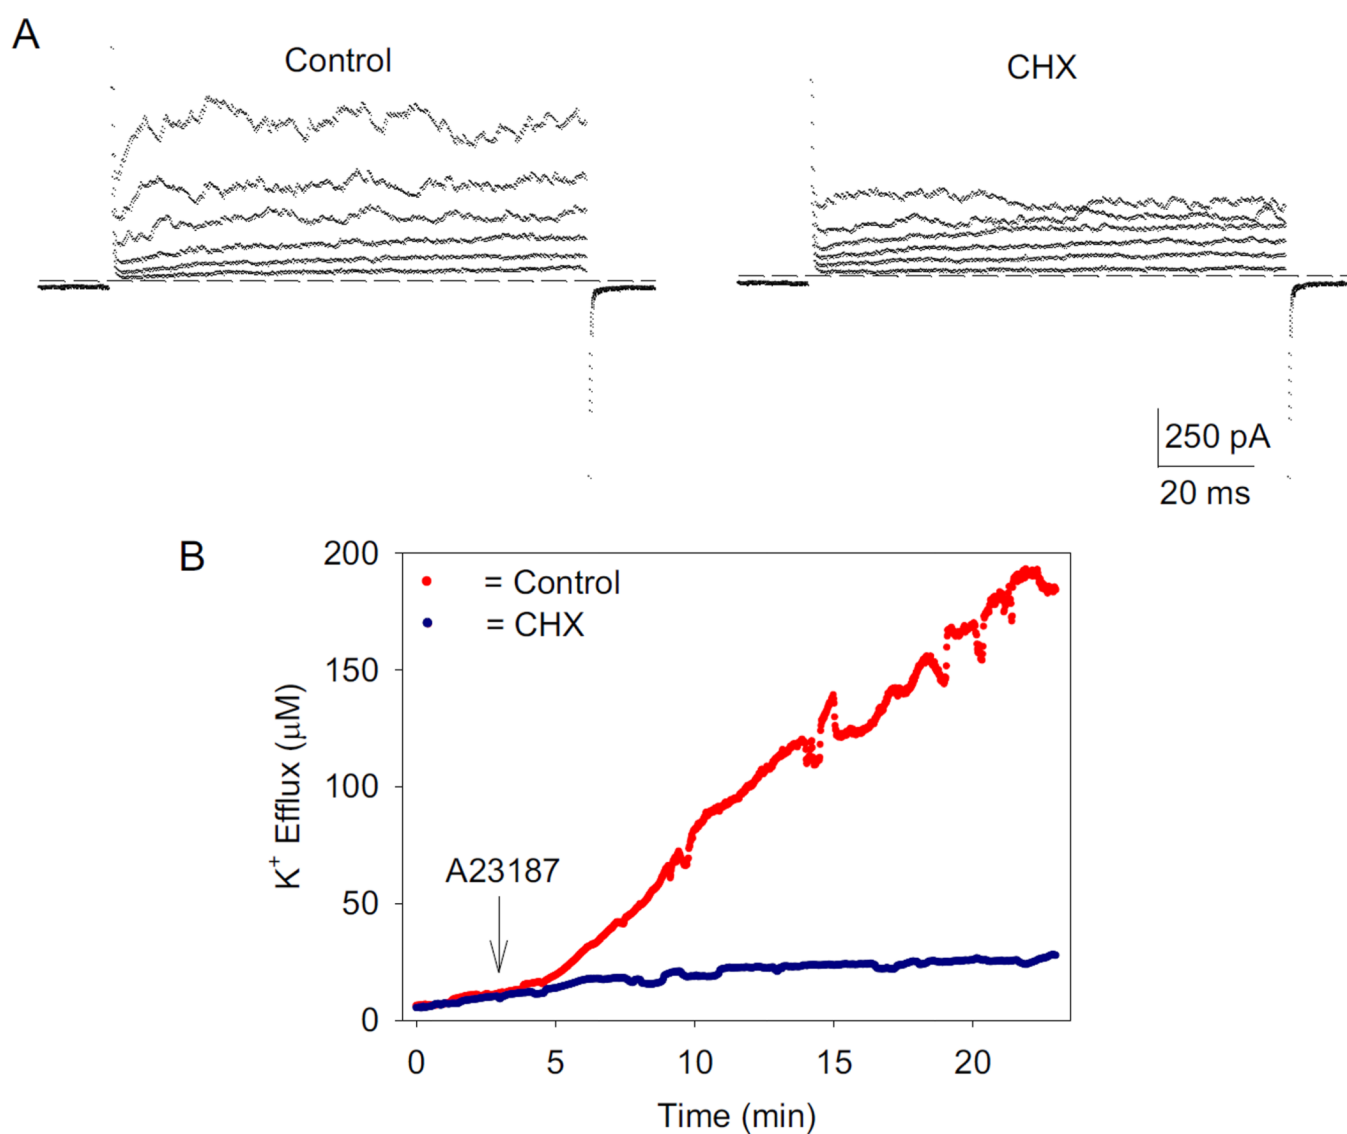 A
Control
CHX
250 pA
20 ms
B
200
= Control
= CHX
150
K+ Efflux (μM)
100
A23187
50
0
0 5 10 15 20
Time (min)